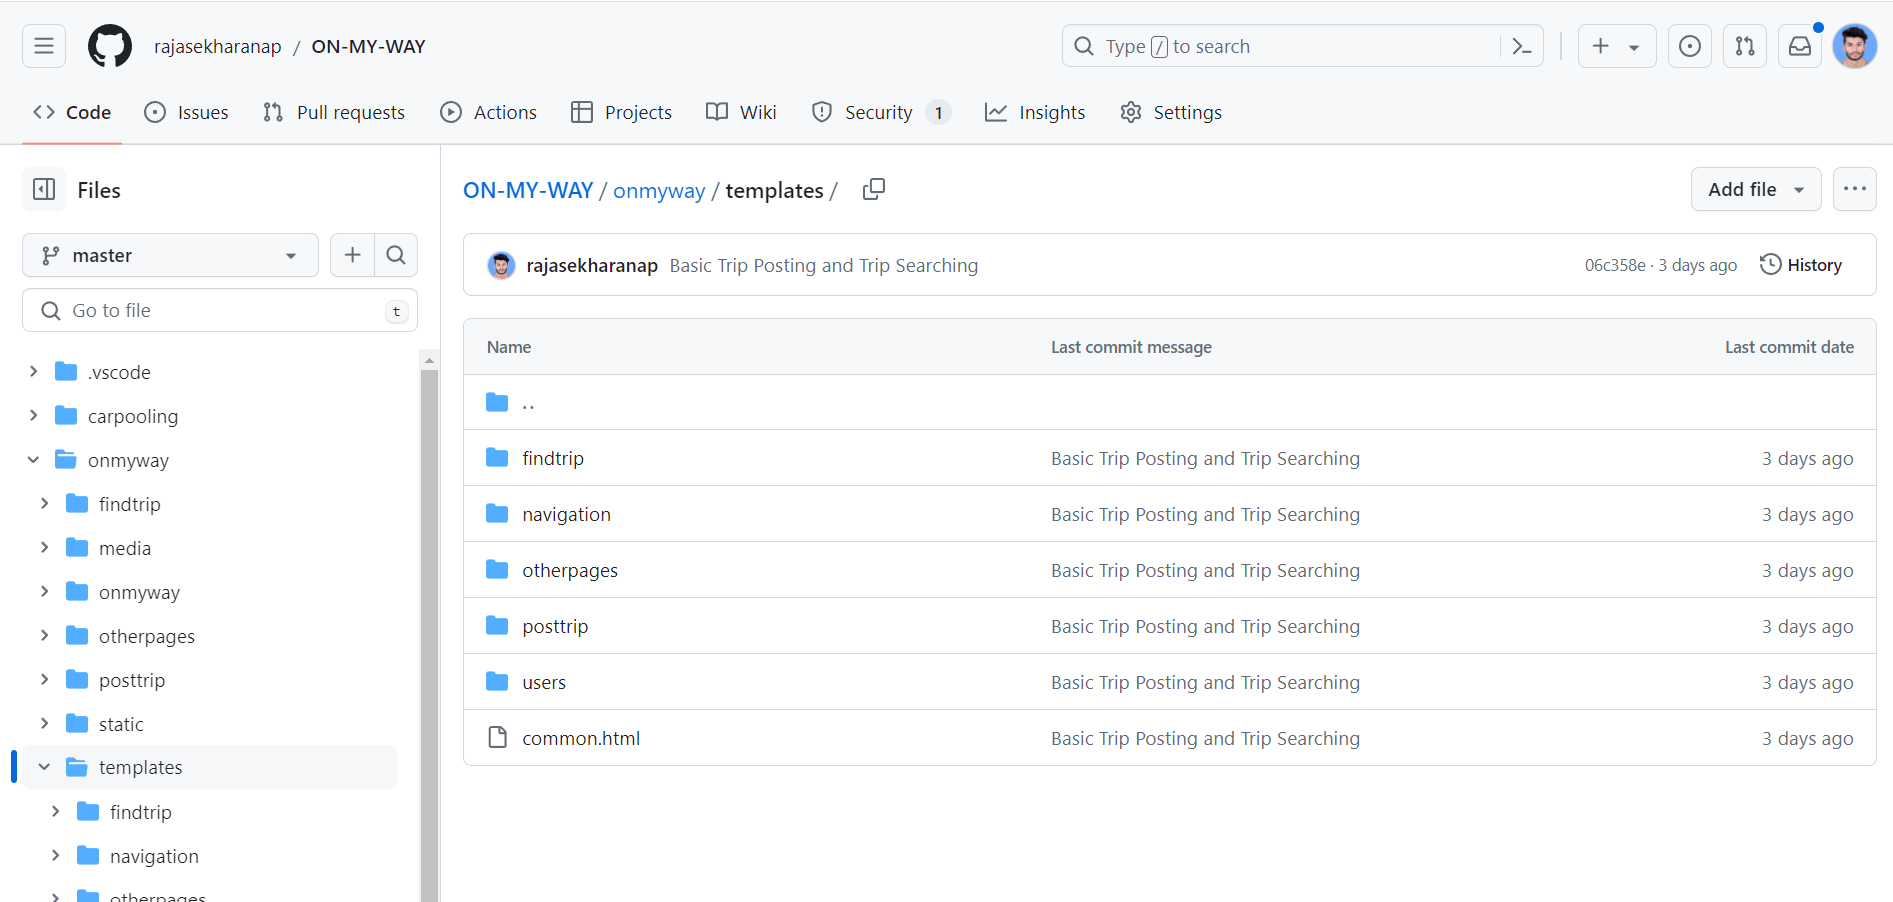 rajasekharanap / ON-MY-WAY
Type / to search
Code Issues Pull requests Actions Projects Wiki Security 1 Insights Settings
Files
master
Go to file t
.vscode
carpooling
onmyway
findtrip
media
onmyway
otherpages
posttrip
static
templates
findtrip
navigation
otherpages
ON-MY-WAY / onmyway / templates /
Add file
rajasekharanap Basic Trip Posting and Trip Searching 06c358e · 3 days ago History
Name Last commit message Last commit date
..
findtrip Basic Trip Posting and Trip Searching 3 days ago
navigation Basic Trip Posting and Trip Searching 3 days ago
otherpages Basic Trip Posting and Trip Searching 3 days ago
posttrip Basic Trip Posting and Trip Searching 3 days ago
users Basic Trip Posting and Trip Searching 3 days ago
common.html Basic Trip Posting and Trip Searching 3 days ago